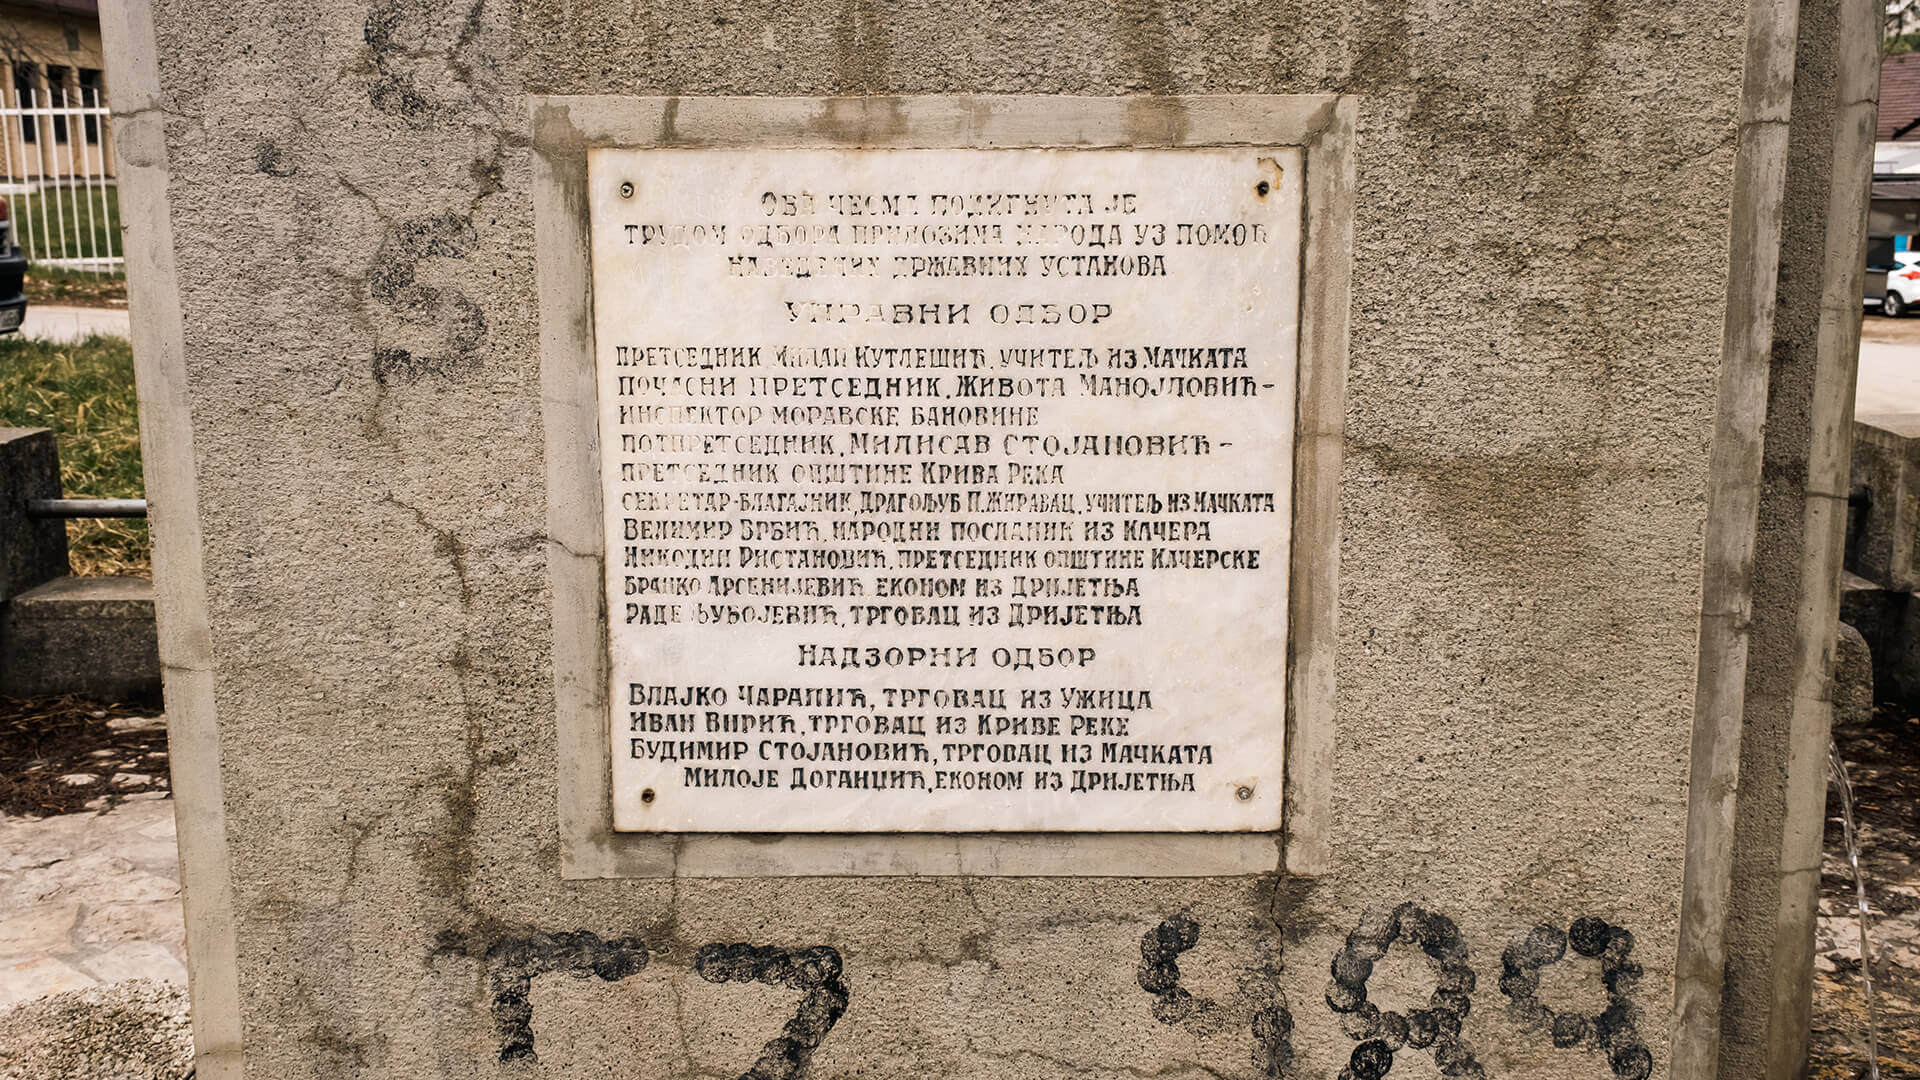 Ова чесма подигнута је
трудом одбора прилозима народа уз помоћ
наведених државних установа
Управни одбор
претседник Милан Кутлешић, учитељ из Мачката
почасни претседник, Живота Манојловић-
инспектор моравске бановине
потпретседник, Милисав Стојановић-
претседник општине Крива Река
секретар-благајник, Драгољуб П. Жиравац, учитељ из Мачката
Велимир Брбић, народни посланик из Качера
Никодин Ристановић, претседник општине Качерске
Бранко Арсенијевић, економ из Дријетња
Раде Љубојевић, трговац из Дријетња
Надзорни одбор
Влајко Чарапић, трговац из Ужица
Иван Вирић, трговац из Криве Реке
Будимир Стојановић, трговац из Мачката
Милоје Доганџић, економ из Дријетња